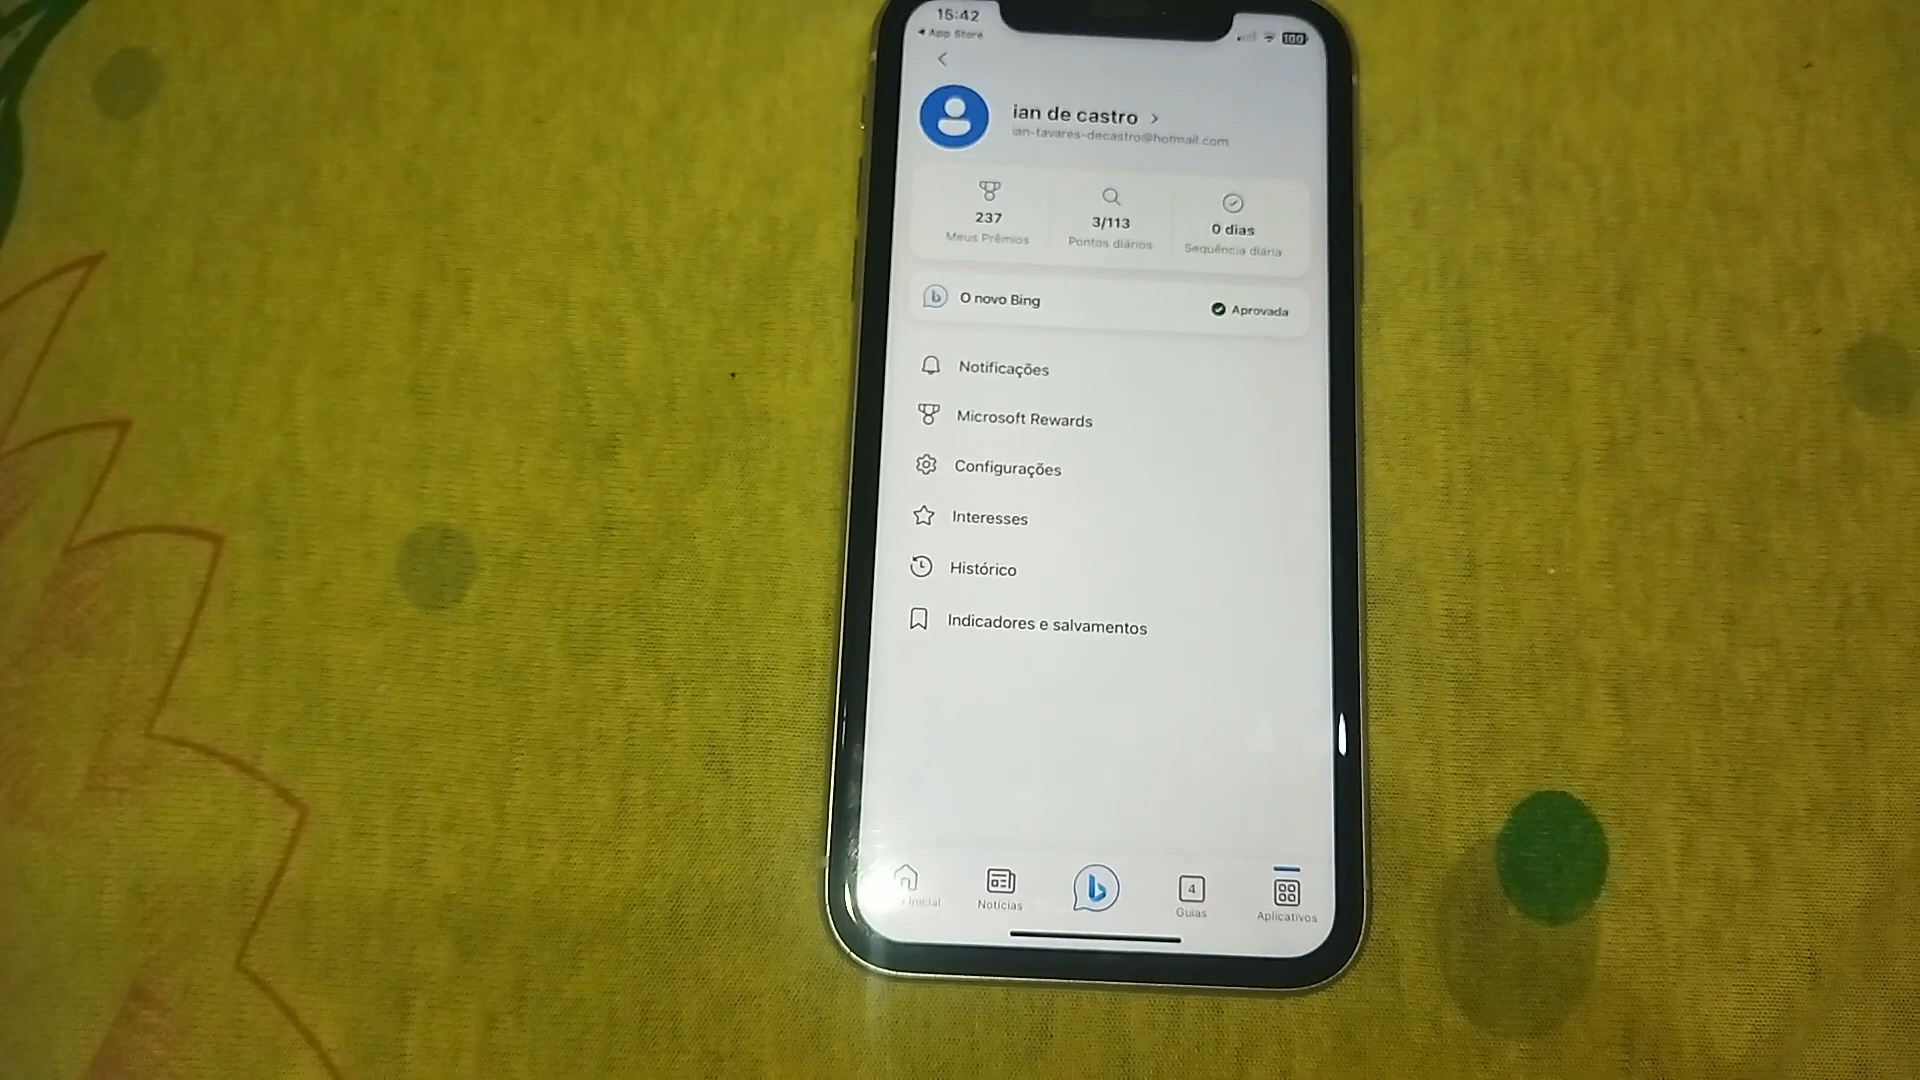 15:42
App Store
100
ian de castro
ian-tavares-decastro@hotmail.com
237
Meus Prêmios
3/113
Pontos diários
0 dias
Sequência diária
O novo Bing
Aprovada
Notificações
Microsoft Rewards
Configurações
Interesses
Histórico
Indicadores e salvamentos
Inicial
Notícias
4
Guias
Aplicativos